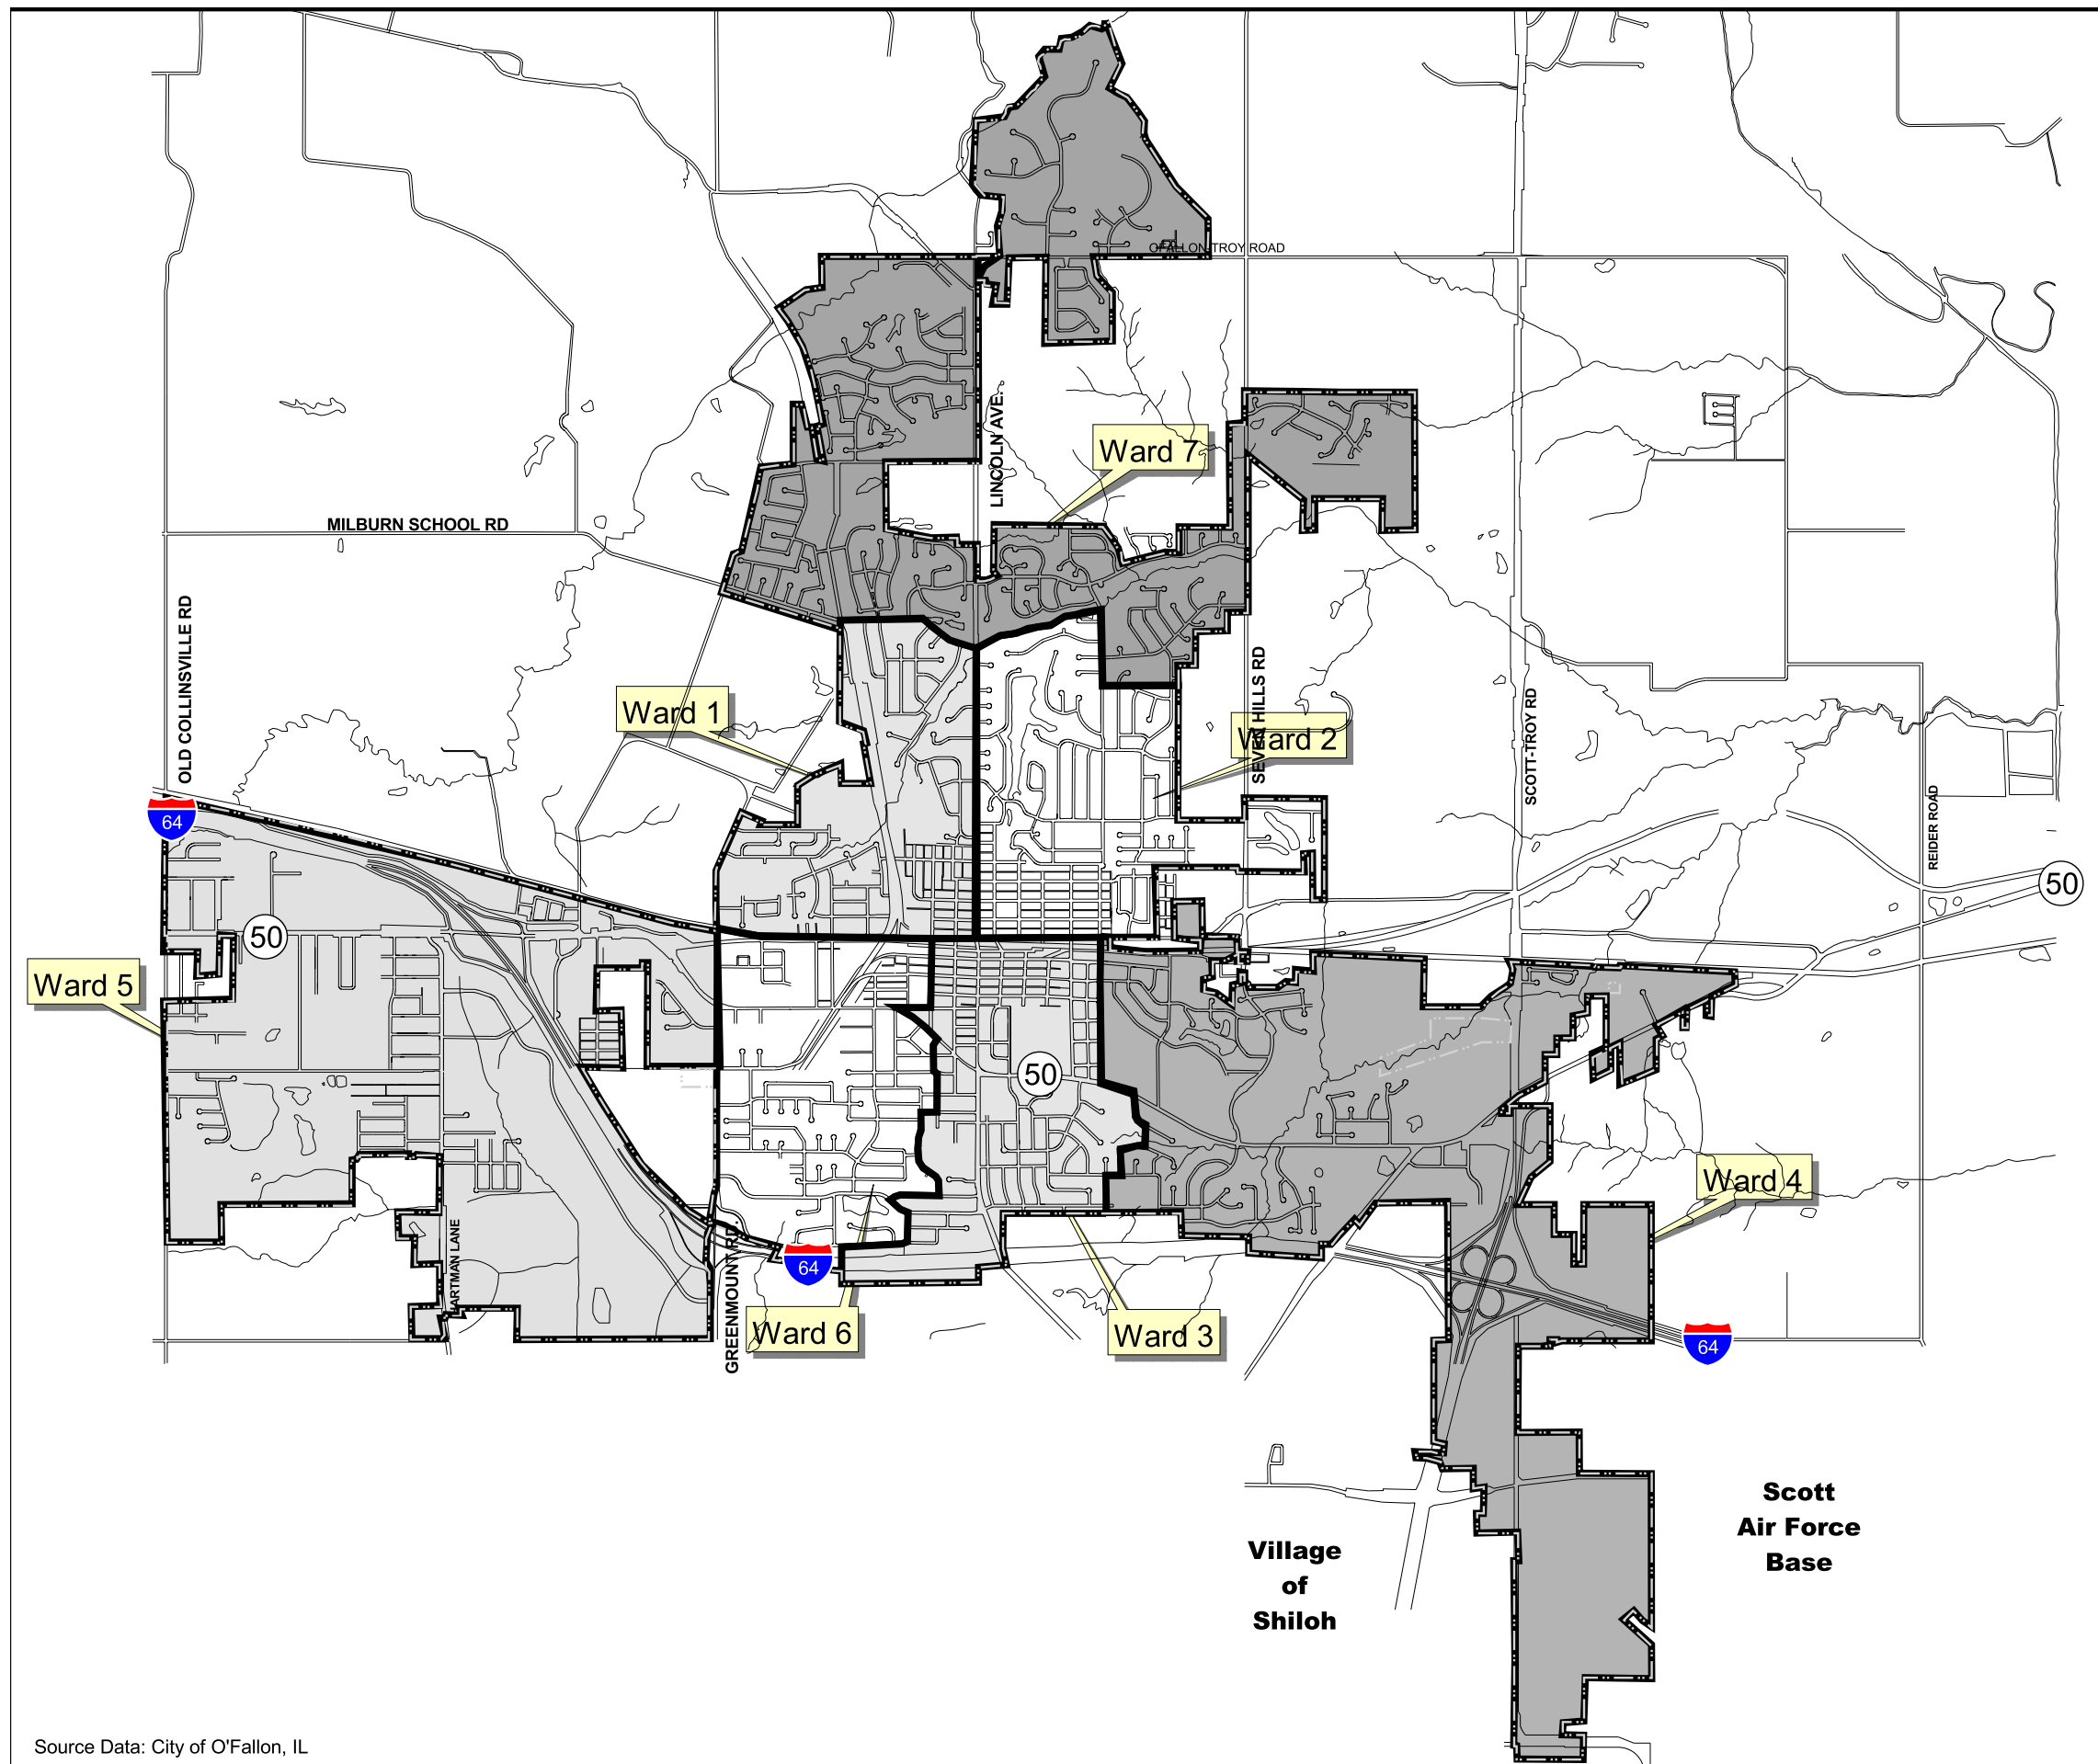 OFALLON-TROY ROAD
LINCOLN AVE.
Ward 7
MILBURN SCHOOL RD
OLD COLLINSVILLE RD
Ward 1
SEVEN HILLS RD
Ward 2
SCOTT-TROY RD
REIDER ROAD
64
50
50
Ward 5
50
Ward 4
HARTMAN LANE
GREENMOUNT RD.
64
Ward 6
Ward 3
64
Scott
Air Force
Base
Village
of
Shiloh
Source Data: City of O'Fallon, IL